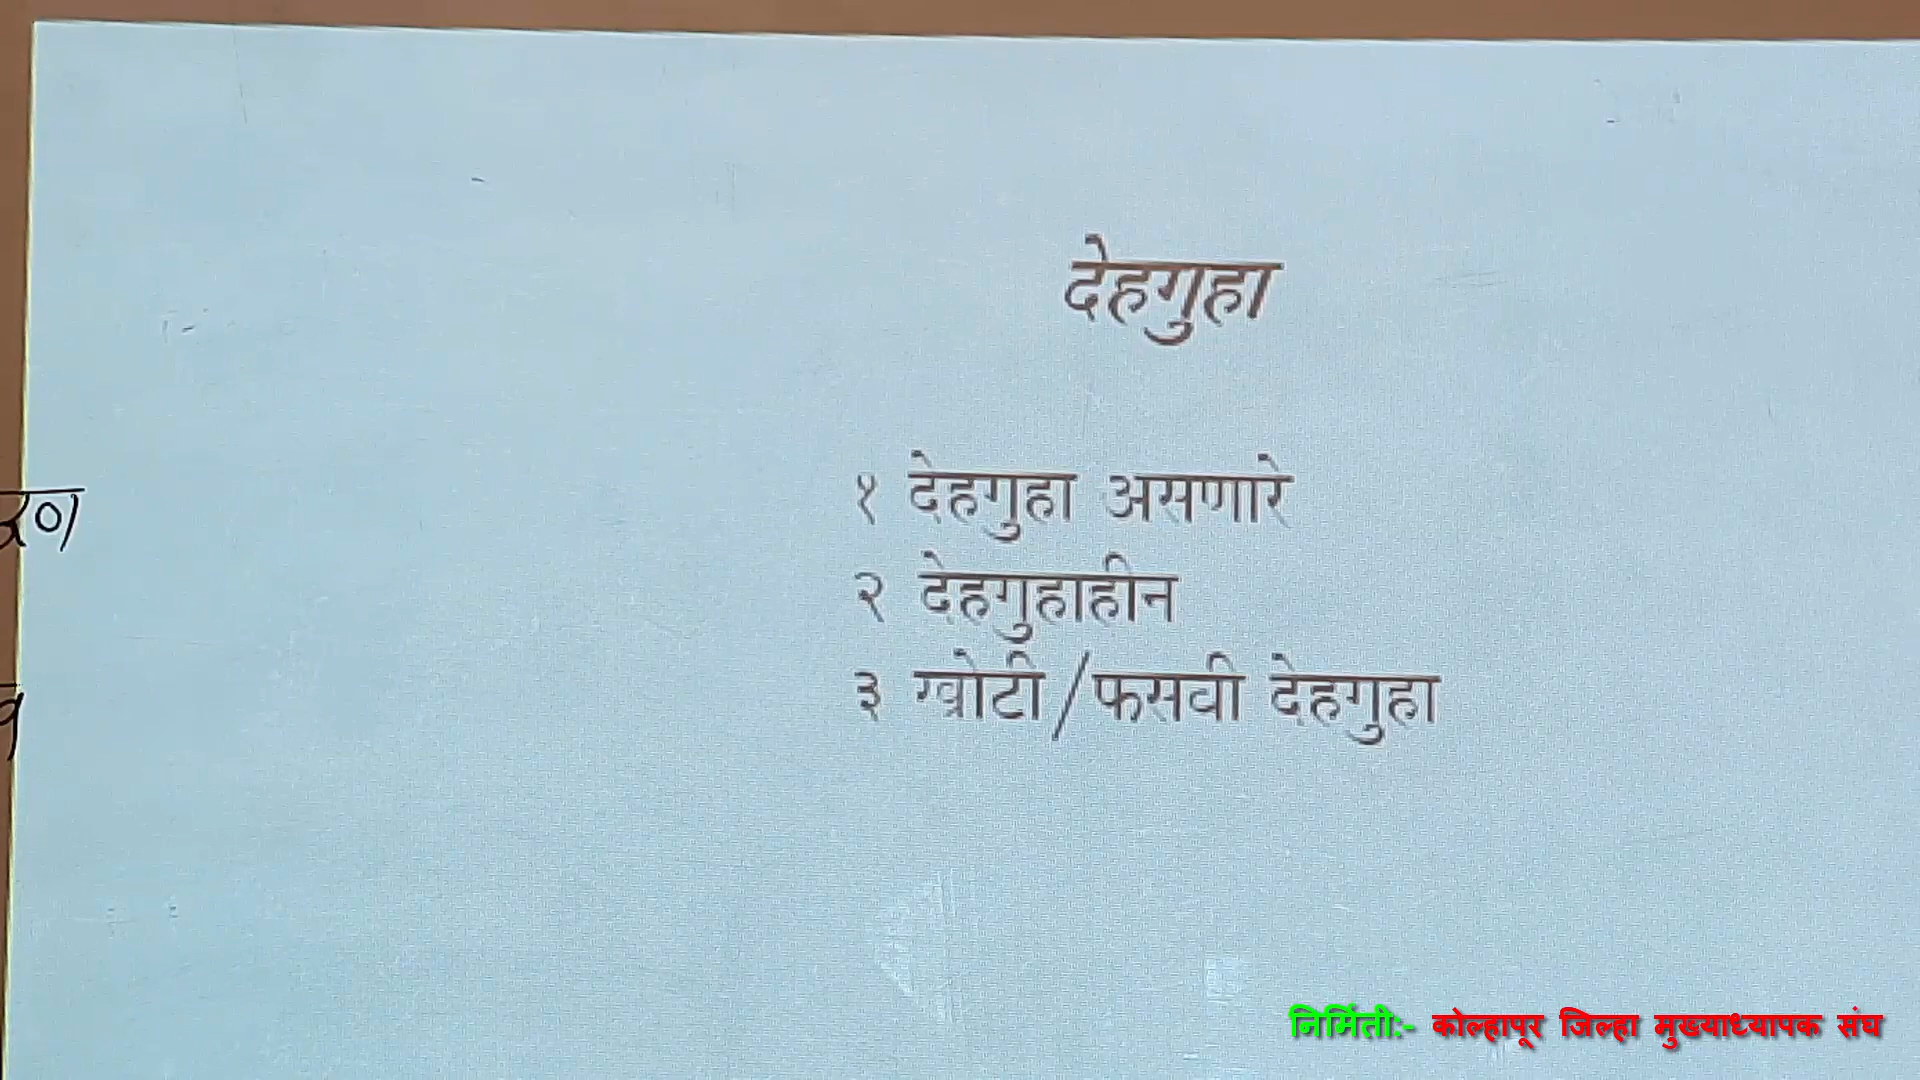 देहगुहा
१ देहगुहा असणारे
२ देहगुहाहीन
३ खोटी/फसवी देहगुहा
निर्मिती:- कोल्हापूर जिल्हा मुख्याध्यापक संघ